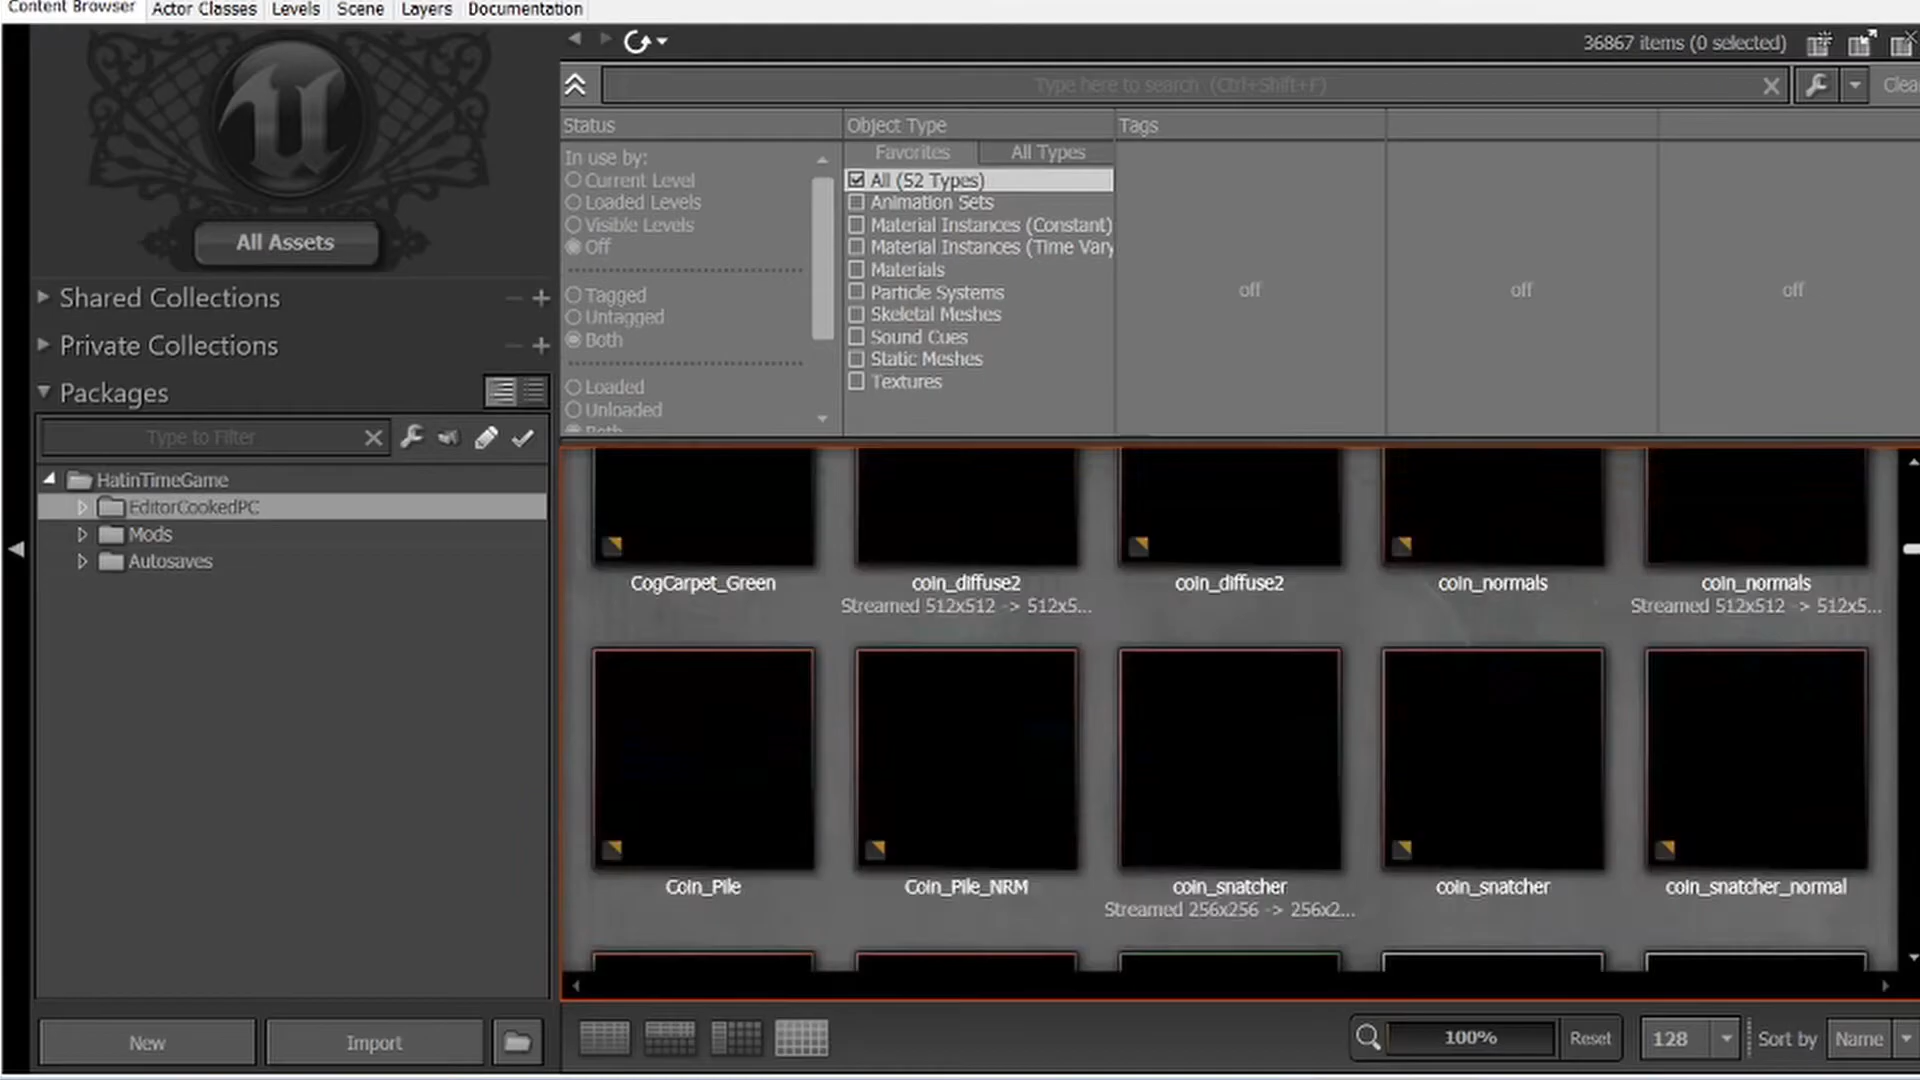 Content Browser Actor Classes Levels Scene Layers Documentation
36867 items (0 selected)
Type here to search (Ctrl+Shift+F)
Status Object Type Tags
Favorites All Types
In use by:
Current Level
Loaded Levels
Visible Levels
Off
Tagged
Untagged
Both
Loaded
Unloaded
Both
All (52 Types)
Animation Sets
Material Instances (Constant)
Material Instances (Time Vary
Materials
Particle Systems
Skeletal Meshes
Sound Cues
Static Meshes
Textures
off off off
All Assets
Shared Collections
Private Collections
Packages
Type to Filter
HatinTimeGame
EditorCookedPC
Mods
Autosaves
CogCarpet_Green coin_diffuse2 coin_diffuse2 coin_normals coin_normals
Streamed 512x512 -> 512x5... Streamed 512x512 -> 512x5...
Coin_Pile Coin_Pile_NRM coin_snatcher coin_snatcher coin_snatcher_normal
Streamed 256x256 -> 256x2...
New Import
100% Reset 128 Sort by Name